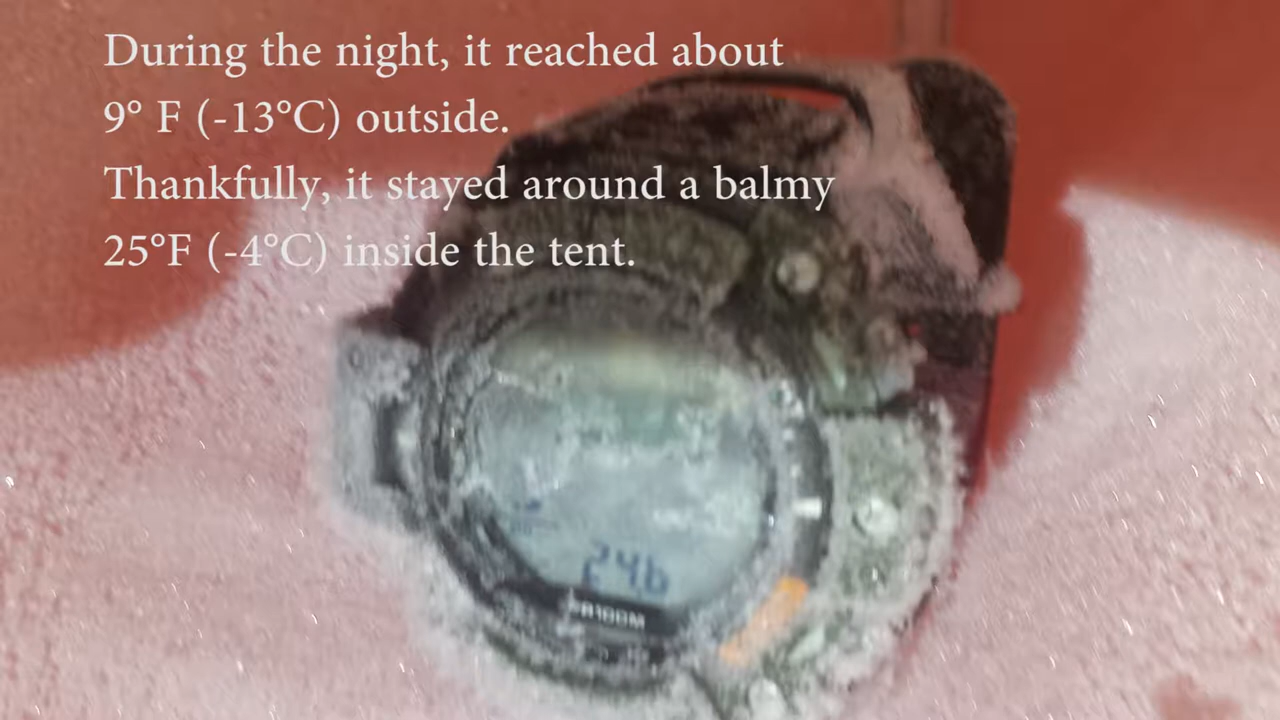 During the night, it reached about
9° F (-13°C) outside.
Thankfully, it stayed around a balmy
25°F (-4°C) inside the tent.
246